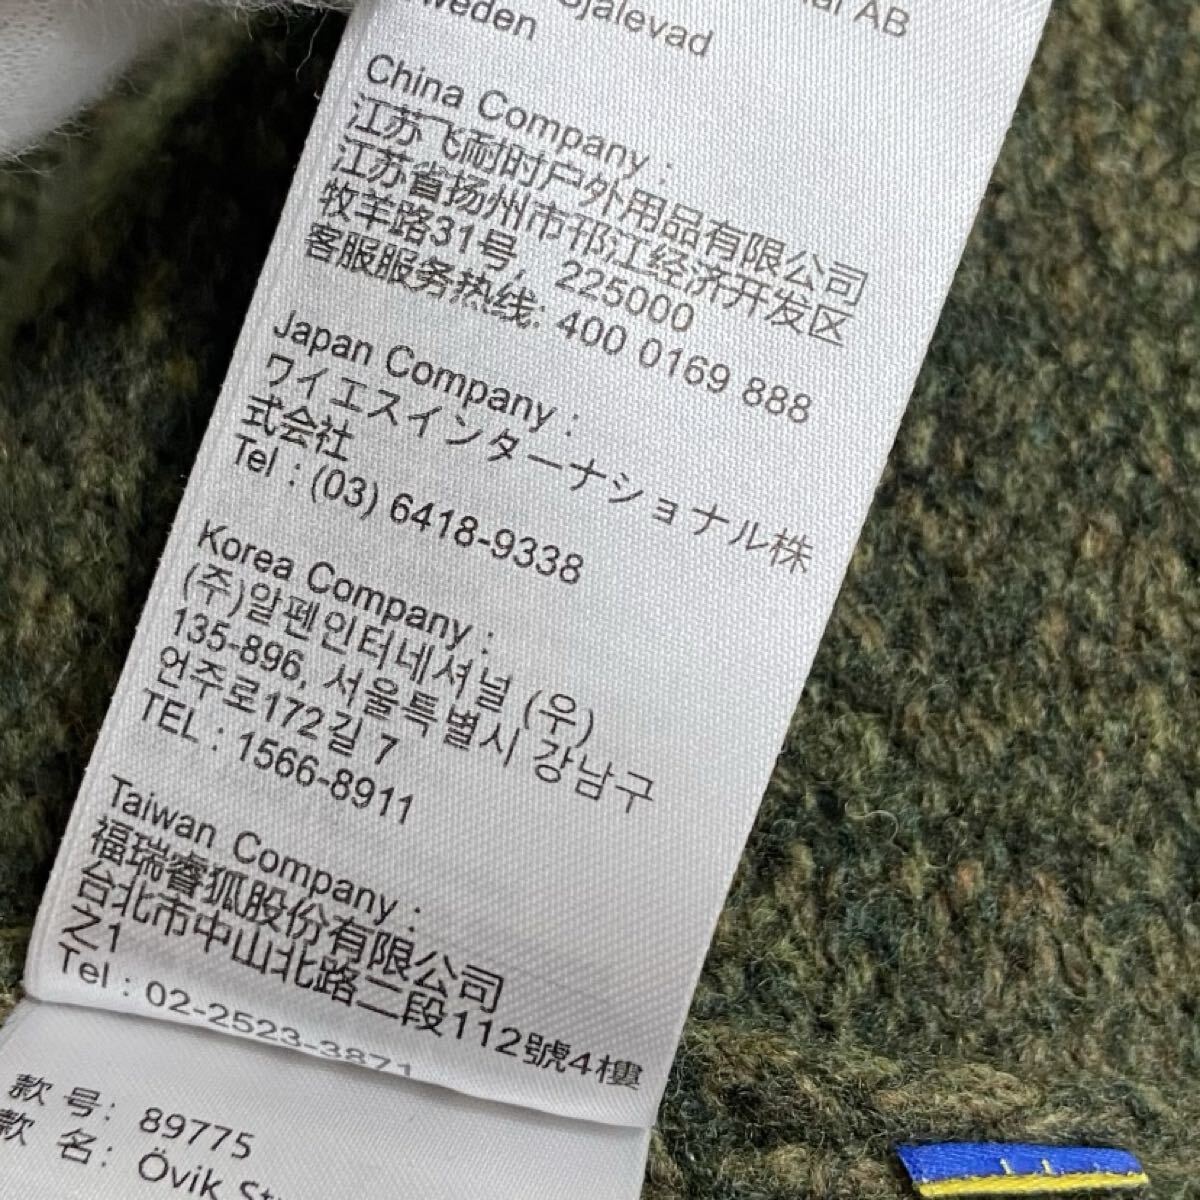 AB
Sweden
China Company :
江苏飞耐时户外用品有限公司
江苏省扬州市邗江经济开发区
牧羊路31号, 225000
客服服务热线: 400 0169 888
Japan Company :
ワイエスインターナショナル株
式会社
Tel : (03) 6418-9338
Korea Company :
(주)알펜인터네셔널 (우)
135-896, 서울특별시 강남구
언주로172길 7
TEL : 1566-8911
Taiwan Company :
福瑞睿狐股份有限公司
台北市中山北路二段112號4樓
之1
Tel : 02-2523-3871
款 号: 89775
款 名: Övik